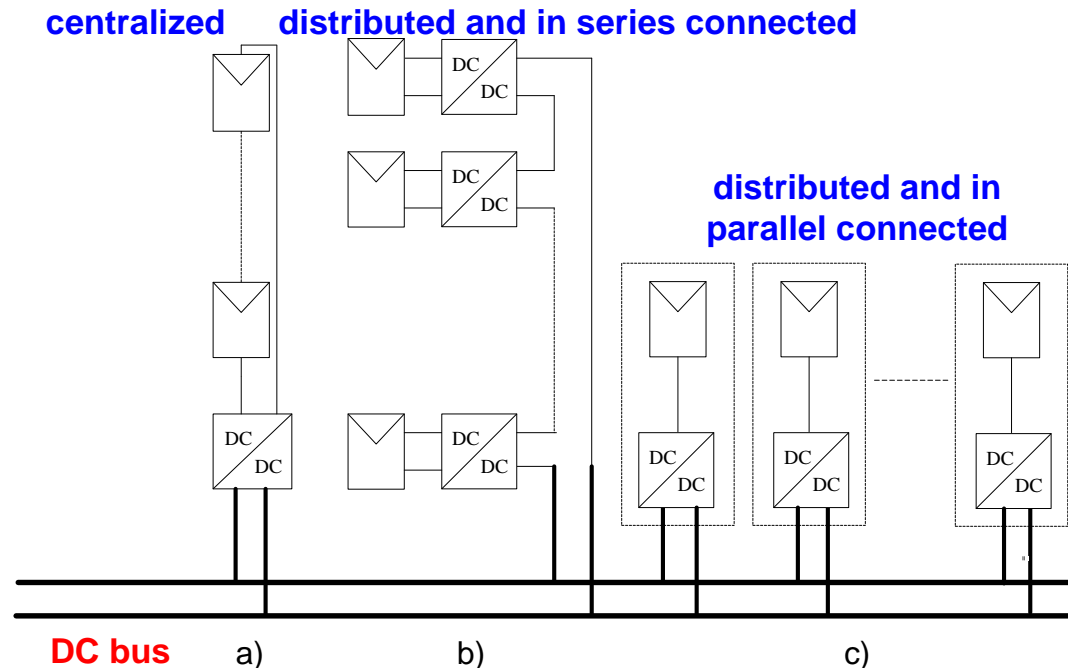 centralized
distributed and in series connected
DC
DC
DC
DC
distributed and in
parallel connected
DC
DC
DC
DC
DC
DC
DC
DC
DC
DC
DC bus
a)
b)
c)